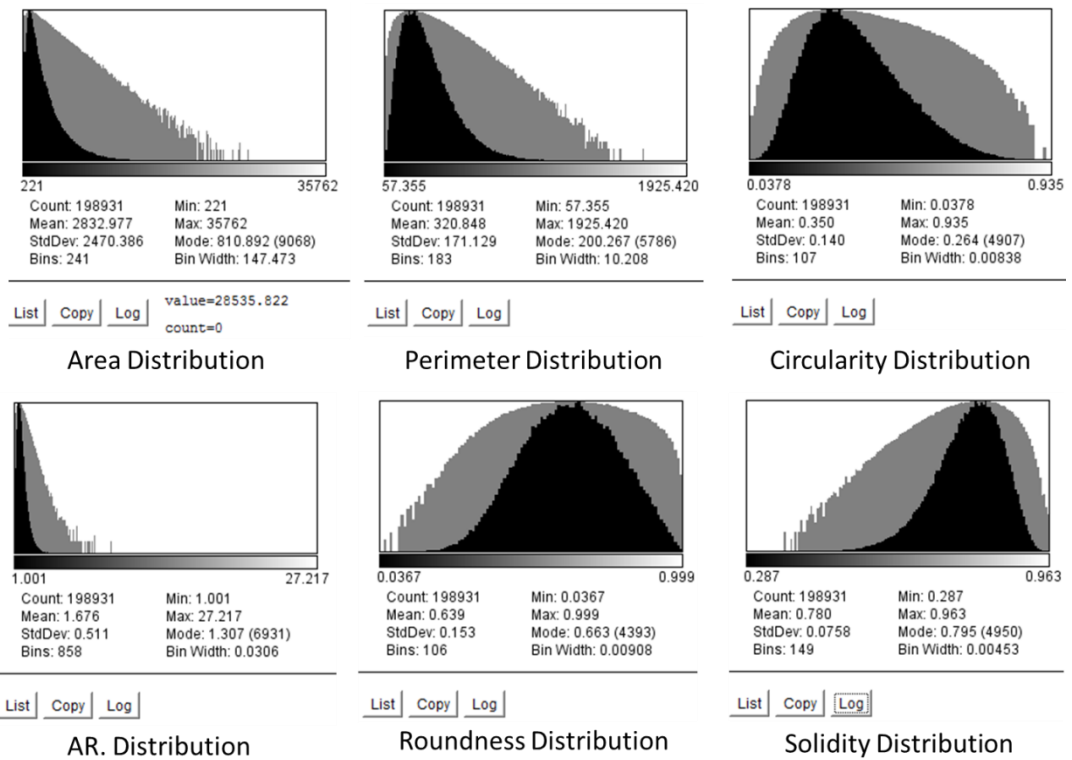 221 35762
Count: 198931 Min: 221
Mean: 2832.977 Max: 35762
StdDev: 2470.386 Mode: 810.892 (9068)
Bins: 241 Bin Width: 147.473
List Copy Log value=28535.822
count=0
Area Distribution
57.355 1925.420
Count: 198931 Min: 57.355
Mean: 320.848 Max: 1925.420
StdDev: 171.129 Mode: 200.267 (5786)
Bins: 183 Bin Width: 10.208
List Copy Log
Perimeter Distribution
0.0378 0.935
Count: 198931 Min: 0.0378
Mean: 0.350 Max: 0.935
StdDev: 0.140 Mode: 0.264 (4907)
Bins: 107 Bin Width: 0.00838
List Copy Log
Circularity Distribution
1.001 27.217
Count: 198931 Min: 1.001
Mean: 1.676 Max: 27.217
StdDev: 0.511 Mode: 1.307 (6931)
Bins: 858 Bin Width: 0.0306
List Copy Log
AR. Distribution
0.0367 0.999
Count: 198931 Min: 0.0367
Mean: 0.639 Max: 0.999
StdDev: 0.153 Mode: 0.663 (4393)
Bins: 106 Bin Width: 0.00908
List Copy Log
Roundness Distribution
0.287 0.963
Count: 198931 Min: 0.287
Mean: 0.780 Max: 0.963
StdDev: 0.0758 Mode: 0.795 (4950)
Bins: 149 Bin Width: 0.00453
List Copy Log
Solidity Distribution